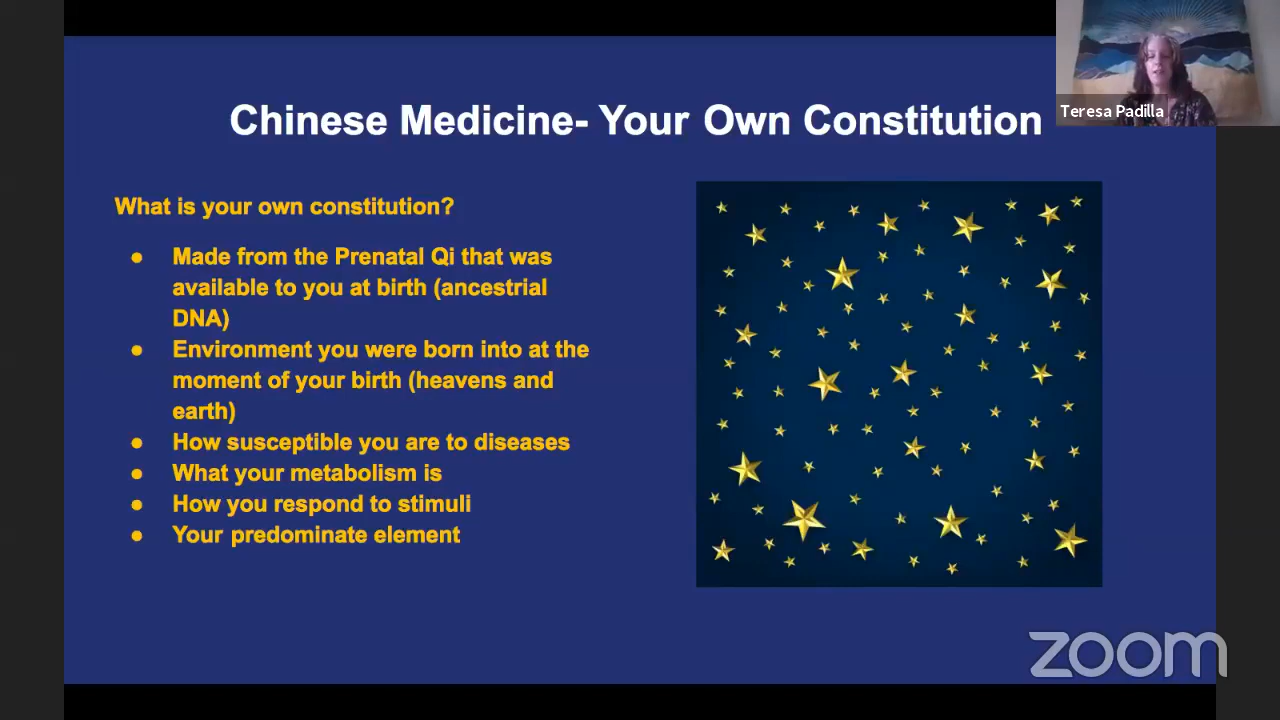 Chinese Medicine- Your Own Constitution
Teresa Padilla
What is your own constitution?
● Made from the Prenatal Qi that was
available to you at birth (ancestrial
DNA)
● Environment you were born into at the
moment of your birth (heavens and
earth)
● How susceptible you are to diseases
● What your metabolism is
● How you respond to stimuli
● Your predominate element
zoom